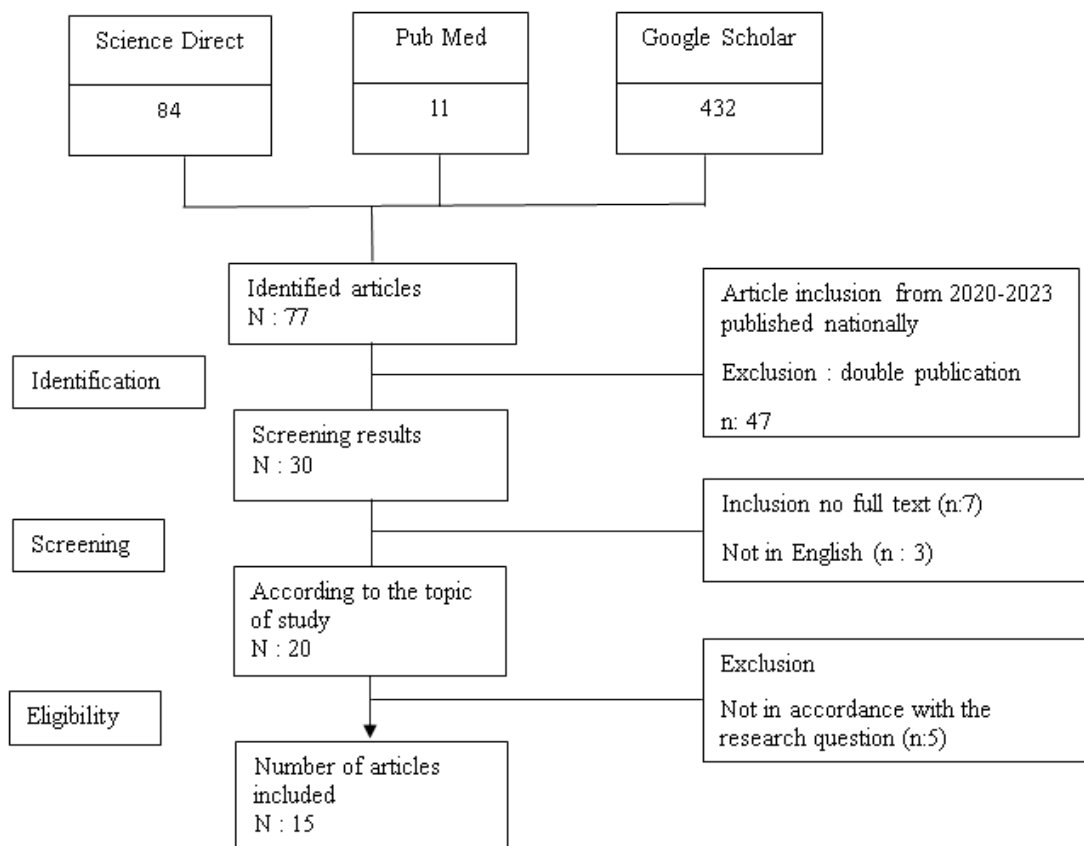 Science Direct
84
Pub Med
11
Google Scholar
432
Identified articles
N : 77
Article inclusion from 2020-2023
published nationally
Exclusion : double publication
n: 47
Identification
Screening results
N : 30
Inclusion no full text (n:7)
Not in English (n : 3)
Screening
According to the topic
of study
N : 20
Exclusion
Not in accordance with the
research question (n:5)
Eligibility
Number of articles
included
N : 15